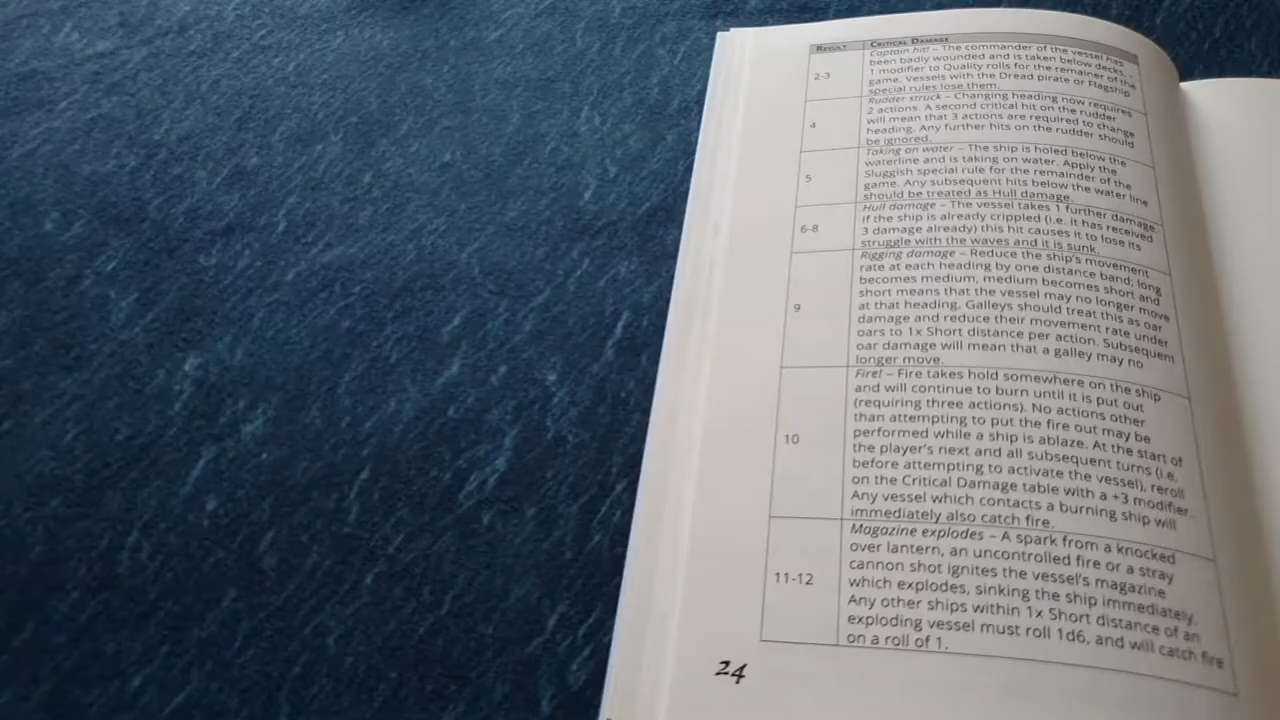 RESULT CRITICAL DAMAGE
2-3 Captain hit! – The commander of the vessel has
been badly wounded and is taken below decks. -
1 modifier to Quality rolls for the remainer of the
game. Vessels with the Dread pirate or Flagship
special rules lose them.
4 Rudder struck – Changing heading now requires
2 actions. A second critical hit on the rudder
will mean that 3 actions are required to change
heading. Any further hits on the rudder should
be ignored.
5 Taking on water – The ship is holed below the
waterline and is taking on water. Apply the
Sluggish special rule for the remainder of the
game. Any subsequent hits below the water line
should be treated as Hull damage.
6-8 Hull damage – The vessel takes 1 further damage,
if the ship is already crippled (i.e. it has received
3 damage already) this hit causes it to lose its
struggle with the waves and it is sunk.
9 Rigging damage – Reduce the ship's movement
rate at each heading by one distance band; long
becomes medium, medium becomes short and
short means that the vessel may no longer move
at that heading. Galleys should treat this as oar
damage and reduce their movement rate under
oars to 1x Short distance per action. Subsequent
oar damage will mean that a galley may no
longer move.
10 Fire! – Fire takes hold somewhere on the ship
and will continue to burn until it is put out
(requiring three actions). No actions other
than attempting to put the fire out may be
performed while a ship is ablaze. At the start of
the player's next and all subsequent turns (i.e.
before attempting to activate the vessel), reroll
on the Critical Damage table with a +3 modifier.
Any vessel which contacts a burning ship will
immediately also catch fire.
11-12 Magazine explodes – A spark from a knocked
over lantern, an uncontrolled fire or a stray
cannon shot ignites the vessel's magazine
which explodes, sinking the ship immediately.
Any other ships within 1x Short distance of an
exploding vessel must roll 1d6, and will catch fire
on a roll of 1.
24